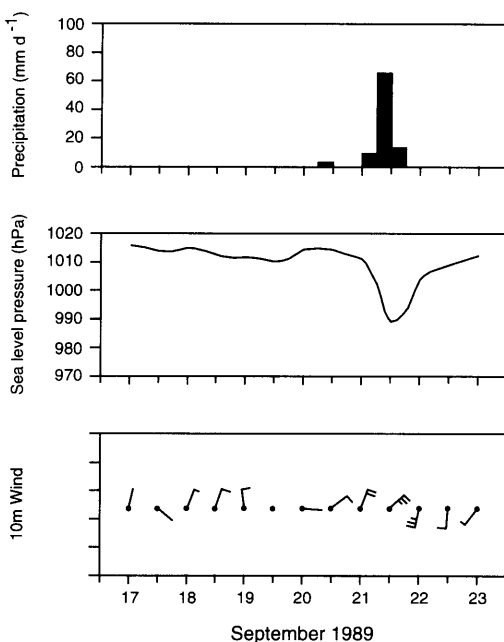 Precipitation (mm d⁻¹)
100
80
60
40
20
0
Sea level pressure (hPa)
1020
1010
1000
990
980
970
10m Wind
17 18 19 20 21 22 23
September 1989